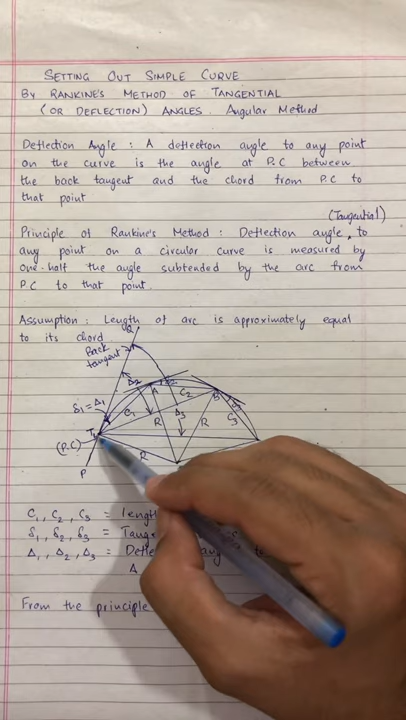 SETTING OUT SIMPLE CURVE
BY RANKINE'S METHOD OF TANGENTIAL
(OR DEFLECTION) ANGLES. Angular Method
Deflection Angle : A deflection angle to any point
on the curve is the angle at P.C between
the back tangent and the chord from P.C to
that point
(Tangential)
Principle of Rankine's Method : Deflection angle, to
any point on a circular curve is measured by
one-half the angle subtended by the arc from
P.C to that point.
Assumption : Length of arc is approximately equal
to its chord
Back
tangent
Δ2
A
δ1=Δ1
C1
C2
B
Δ3
C3
R
R
T1
(P.C)
R
P
C1, C2, C3 = length
δ1, δ2, δ3 =
Δ1, Δ2, Δ3 =
A
From the principle